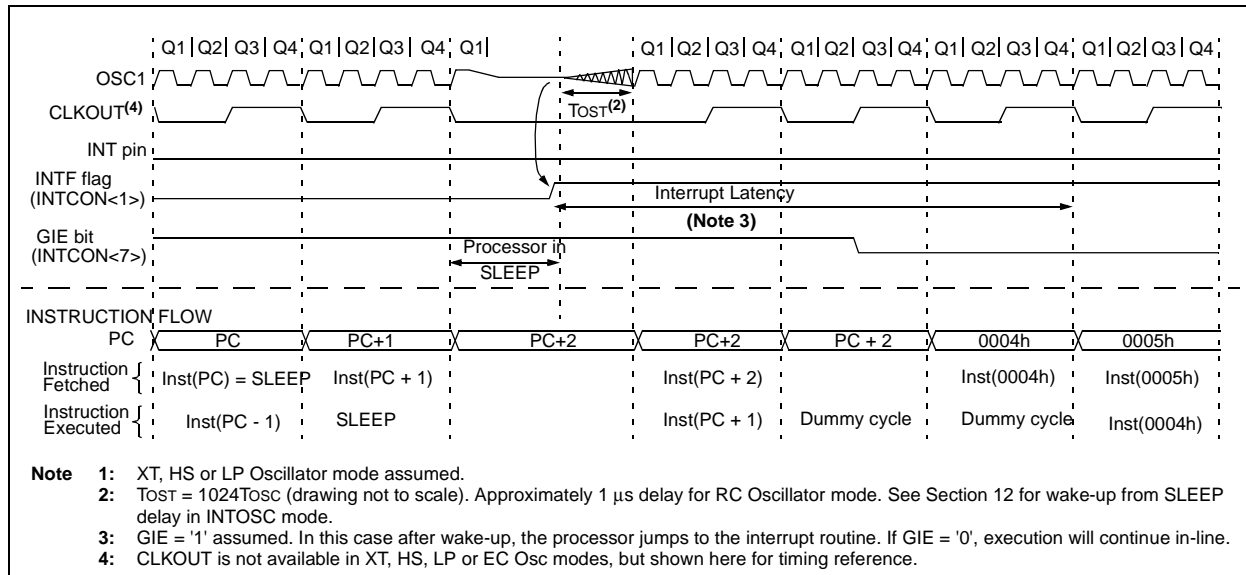 Q1 | Q2 | Q3 | Q4 Q1 | Q2 | Q3 | Q4 Q1 | Q1 | Q2 | Q3 | Q4 Q1 | Q2 | Q3 | Q4 Q1 | Q2 | Q3 | Q4 Q1 | Q2 | Q3 | Q4
OSC1
CLKOUT(4) TOST(2)
INT pin
INTF flag
(INTCON<1>)
Interrupt Latency
(Note 3)
GIE bit
(INTCON<7>)
Processor in
SLEEP
INSTRUCTION FLOW
PC PC PC+1 PC+2 PC+2 PC + 2 0004h 0005h
Instruction
Fetched
{ Inst(PC) = SLEEP Inst(PC + 1) Inst(PC + 2) Inst(0004h) Inst(0005h)
Instruction
Executed
{ Inst(PC - 1) SLEEP Inst(PC + 1) Dummy cycle Dummy cycle Inst(0004h)
Note 1: XT, HS or LP Oscillator mode assumed.
2: TOST = 1024TOSC (drawing not to scale). Approximately 1 μs delay for RC Oscillator mode. See Section 12 for wake-up from SLEEP
delay in INTOSC mode.
3: GIE = '1' assumed. In this case after wake-up, the processor jumps to the interrupt routine. If GIE = '0', execution will continue in-line.
4: CLKOUT is not available in XT, HS, LP or EC Osc modes, but shown here for timing reference.